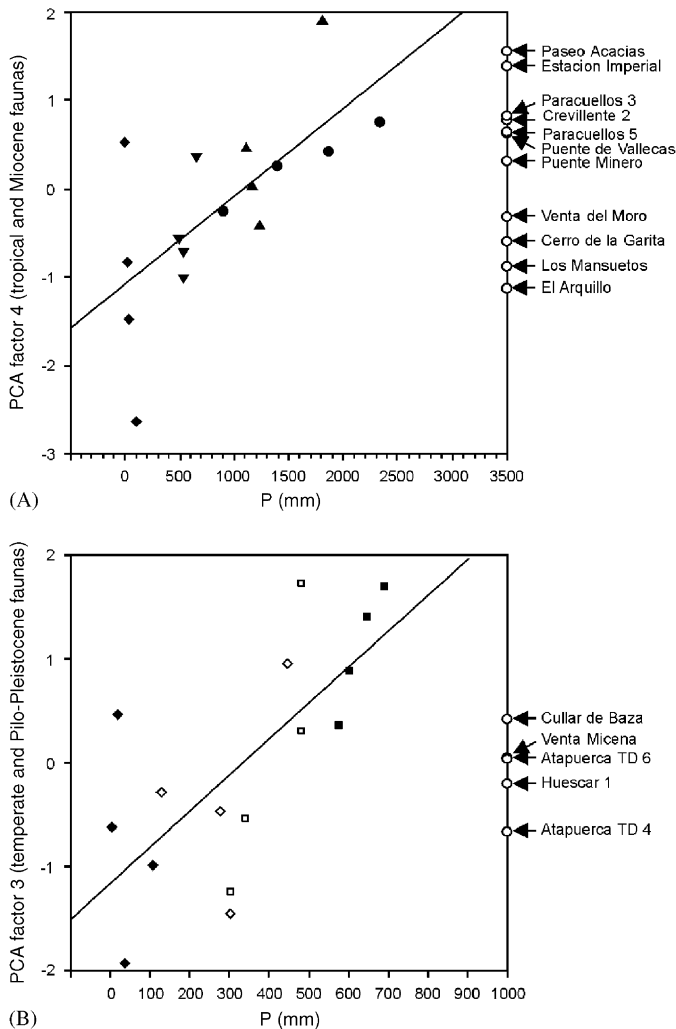 PCA factor 4 (tropical and Miocene faunas)
2
1
0
-1
-2
-3
0 500 1000 1500 2000 2500 3000 3500
P (mm)
(A)
Paseo Acacias
Estacion Imperial
Paracuellos 3
Crevillente 2
Paracuellos 5
Puente de Vallecas
Puente Minero
Venta del Moro
Cerro de la Garita
Los Mansuetos
El Arquillo
PCA factor 3 (temperate and Pilo-Pleistocene faunas)
2
1
0
-1
-2
0 100 200 300 400 500 600 700 800 900 1000
P (mm)
(B)
Cullar de Baza
Venta Micena
Atapuerca TD 6
Huescar 1
Atapuerca TD 4